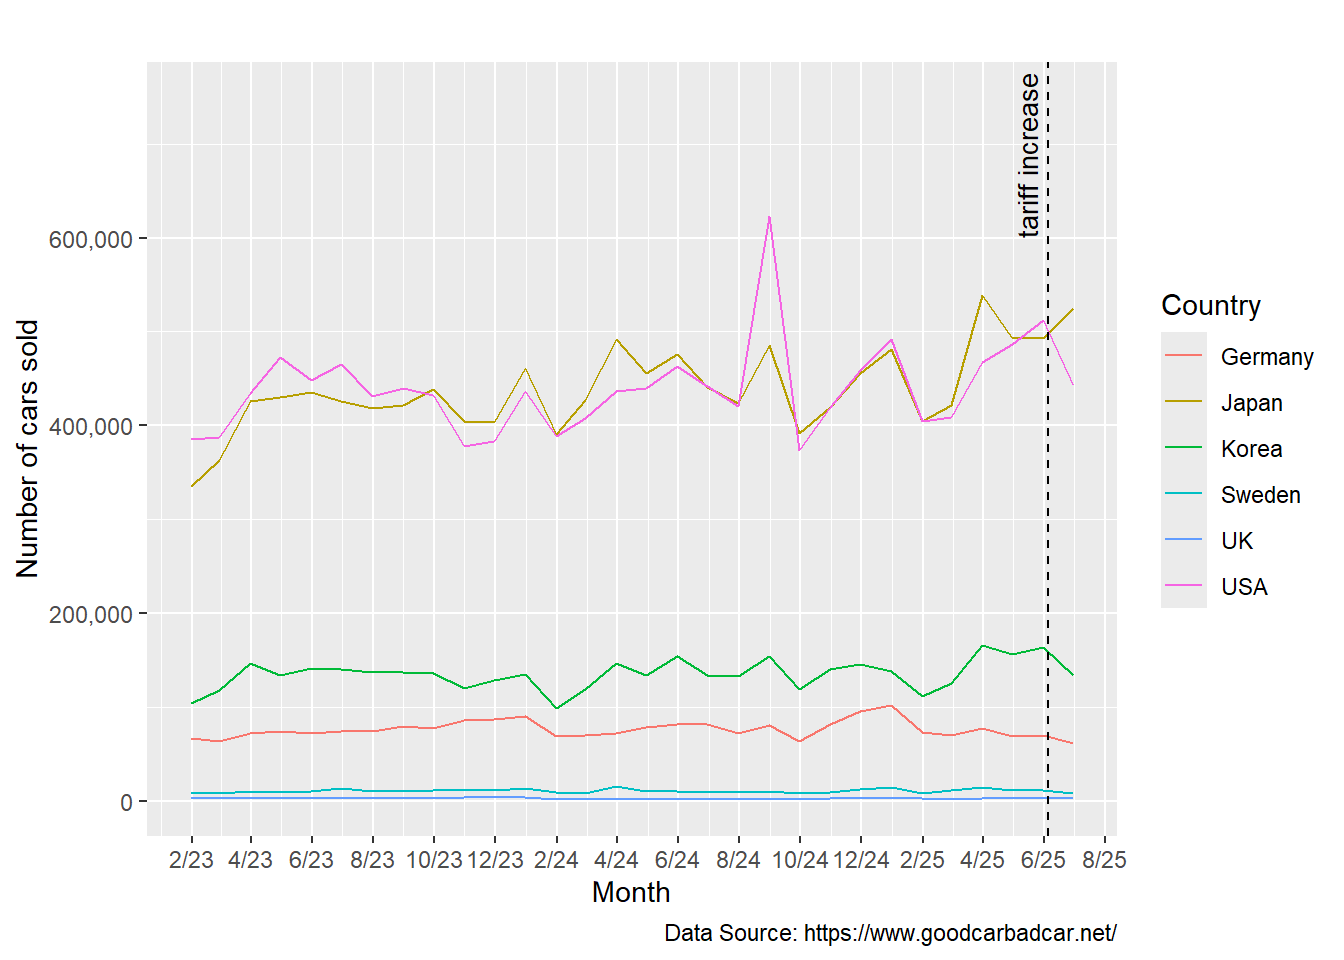 tariff increase
Number of cars sold
600,000
400,000
200,000
0
2/23 4/23 6/23 8/23 10/23 12/23 2/24 4/24 6/24 8/24 10/24 12/24 2/25 4/25 6/25 8/25
Month
Country
Germany
Japan
Korea
Sweden
UK
USA
Data Source: https://www.goodcarbadcar.net/